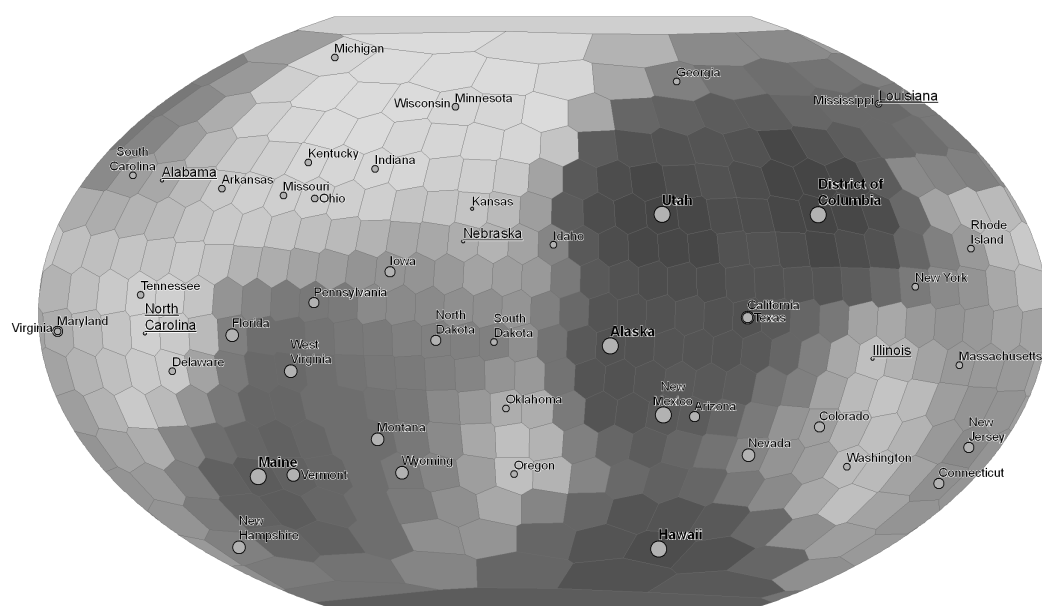 Michigan
Georgia
Wisconsin
Minnesota
Mississippi
Louisiana
South
Carolina
Alabama
Arkansas
Kentucky
Indiana
Missouri
Ohio
Kansas
Utah
District of
Columbia
Nebraska
Idaho
Rhode
Island
Iowa
New York
Tennessee
Pennsylvania
North
Carolina
California
Texas
Virginia
Maryland
Florida
North
Dakota
South
Dakota
Alaska
West
Virginia
Illinois
Massachusetts
Delaware
Oklahoma
New
Mexico
Arizona
Colorado
New
Jersey
Montana
Nevada
Washington
Maine
Vermont
Wyoming
Oregon
Connecticut
New
Hampshire
Hawaii